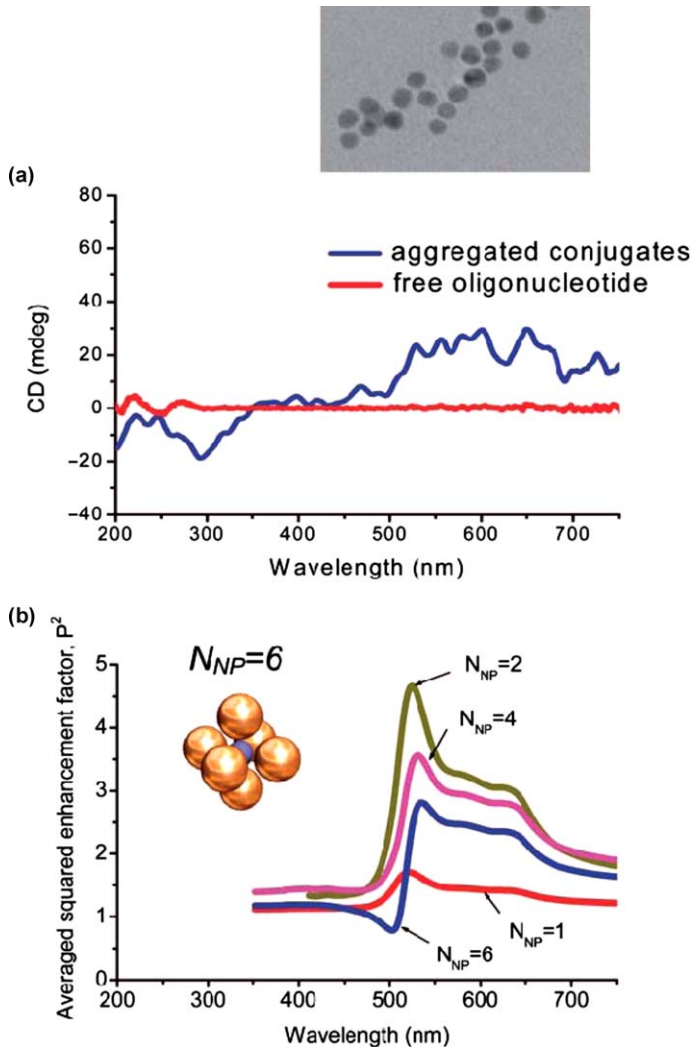 (a)
80
60
40
20
0
−20
−40
CD (mdeg)
aggregated conjugates
free oligonucleotide
200 300 400 500 600 700
Wavelength (nm)
(b)
5
4
3
2
1
0
Averaged squared enhancement factor, P²
N_NP=6
N_NP=2
N_NP=4
N_NP=1
N_NP=6
200 300 400 500 600 700
Wavelength (nm)